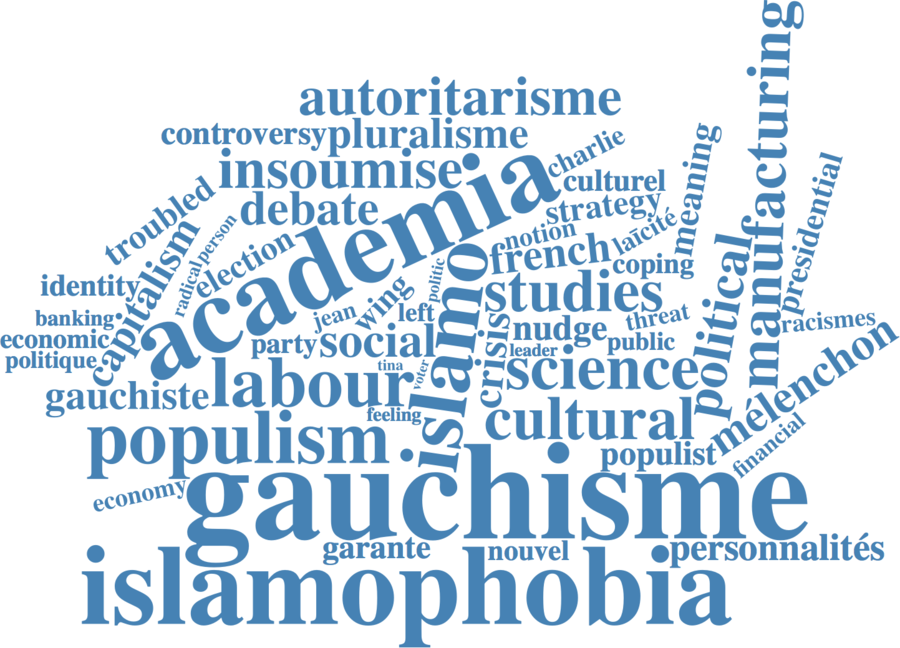 autoritarisme
controversy
pluralisme
charlie
insoumise
academia
culturel
meaning
manufacturing
troubled
debate
strategy
presidential
person
radical
election
notion
laïcité
french
coping
identity
capitalism
politic
islamo
studies
political
banking
jean
wing
left
crisis
nudge
threat
racismes
economic
party
social
leader
public
politique
tina
voter
science
mélenchon
gauchiste
labour
feeling
cultural
populism
populist
financial
economy
gauchisme
garante
nouvel
personnalités
islamophobia